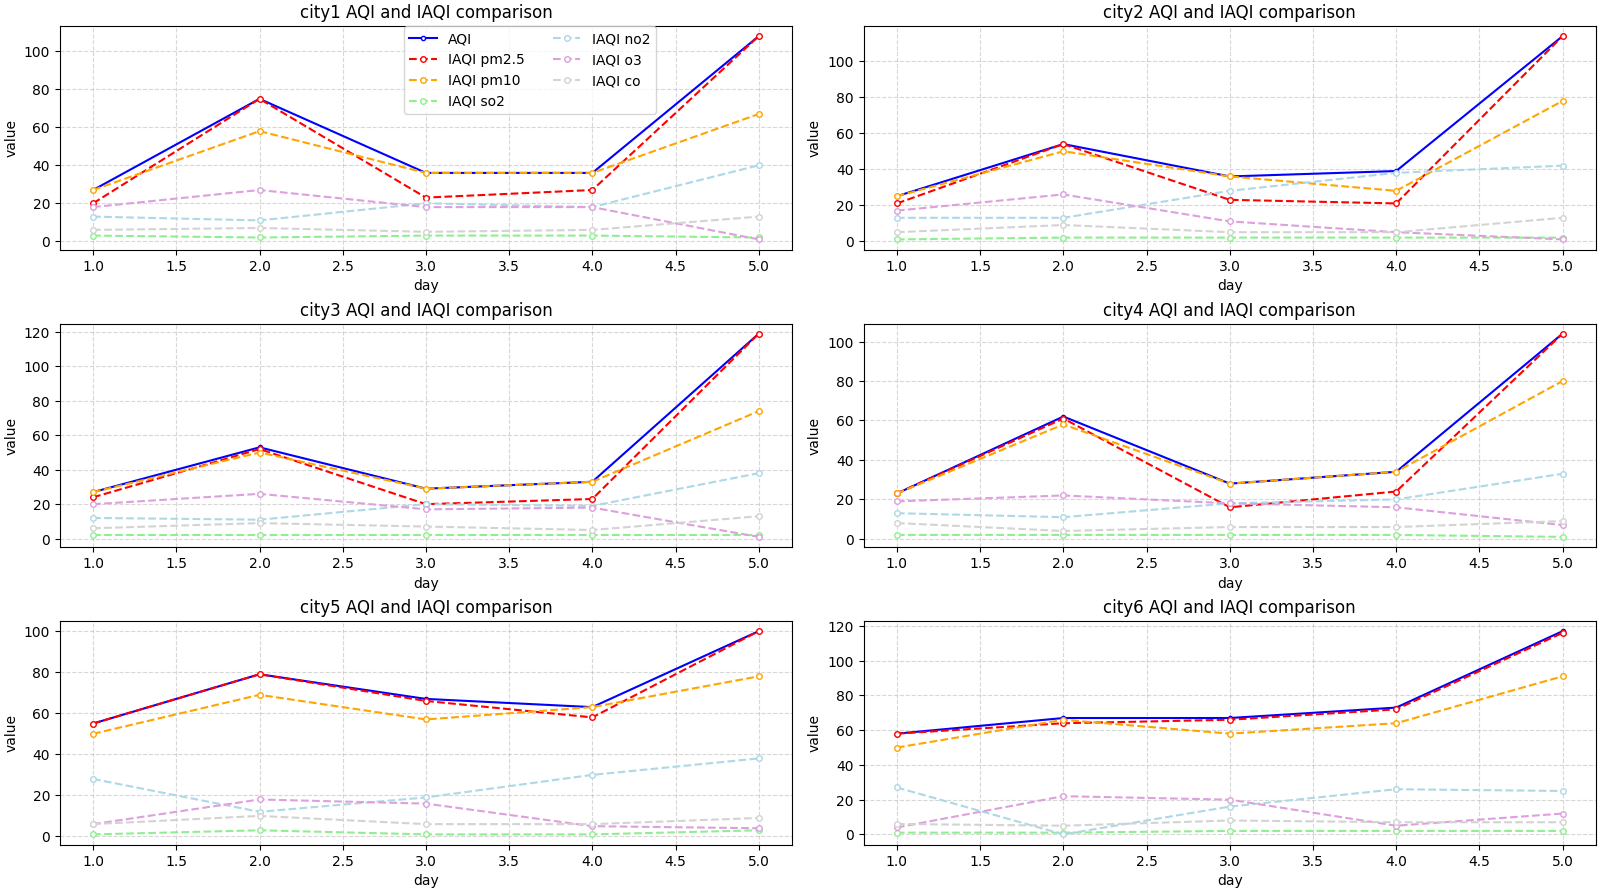 city1 AQI and IAQI comparison
100
80
60
40
20
0
value
1.0 1.5 2.0 2.5 3.0 3.5 4.0 4.5 5.0
day
AQI
IAQI pm2.5
IAQI pm10
IAQI so2
IAQI no2
IAQI o3
IAQI co
city2 AQI and IAQI comparison
100
80
60
40
20
0
value
1.0 1.5 2.0 2.5 3.0 3.5 4.0 4.5 5.0
day
city3 AQI and IAQI comparison
120
100
80
60
40
20
0
value
1.0 1.5 2.0 2.5 3.0 3.5 4.0 4.5 5.0
day
city4 AQI and IAQI comparison
100
80
60
40
20
0
value
1.0 1.5 2.0 2.5 3.0 3.5 4.0 4.5 5.0
day
city5 AQI and IAQI comparison
100
80
60
40
20
0
value
1.0 1.5 2.0 2.5 3.0 3.5 4.0 4.5 5.0
day
city6 AQI and IAQI comparison
120
100
80
60
40
20
0
value
1.0 1.5 2.0 2.5 3.0 3.5 4.0 4.5 5.0
day